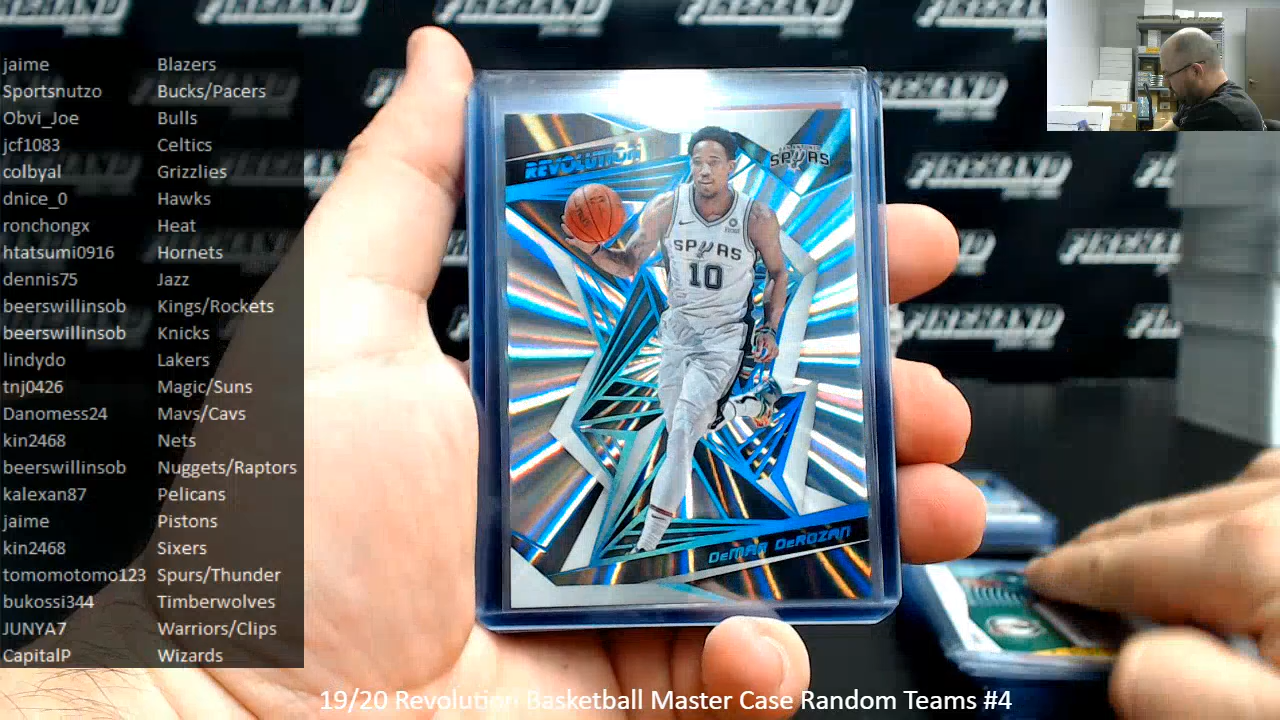 jaime Blazers
Sportsnutzo Bucks/Pacers
Obvi_Joe Bulls
jcf1083 Celtics
colbyal Grizzlies
dnice_0 Hawks
ronchongx Heat
htatsumi0916 Hornets
dennis75 Jazz
beerswillinsob Kings/Rockets
beerswillinsob Knicks
lindydo Lakers
tnj0426 Magic/Suns
Danomess24 Mavs/Cavs
kin2468 Nets
beerswillinsob Nuggets/Raptors
kalexan87 Pelicans
jaime Pistons
kin2468 Sixers
tomomotomo123 Spurs/Thunder
bukossi344 Timberwolves
JUNYA7 Warriors/Clips
CapitalP Wizards
FIREHAND
REVOLUTION
SPURS
SPURS
10
DeMAR DeROZAN
19/20 Revolution Basketball Master Case Random Teams #4